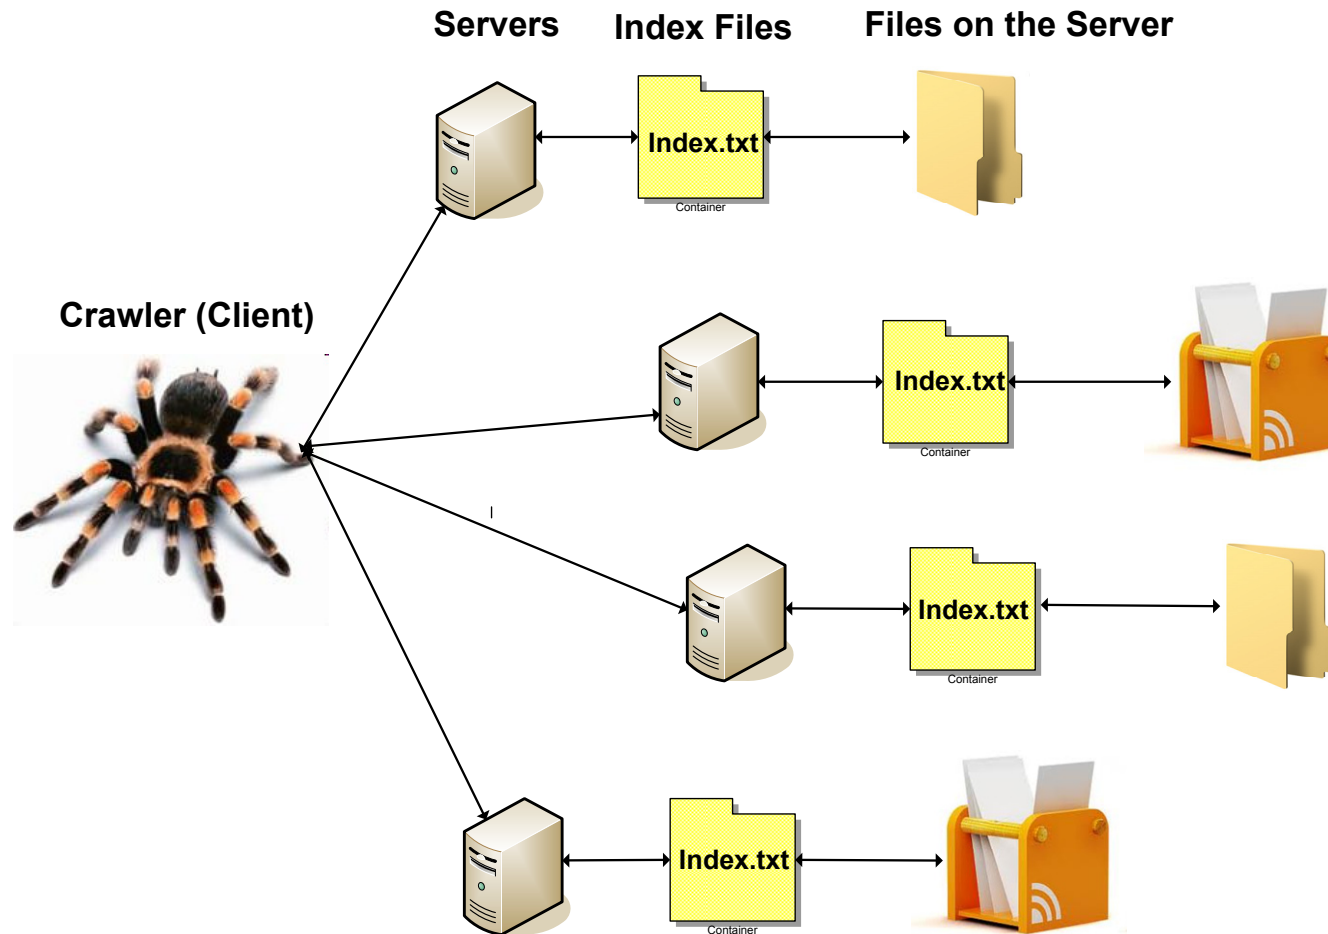 Servers
Index Files
Files on the Server
Index.txt
Container
Crawler (Client)
Index.txt
Container
Index.txt
Container
Index.txt
Container